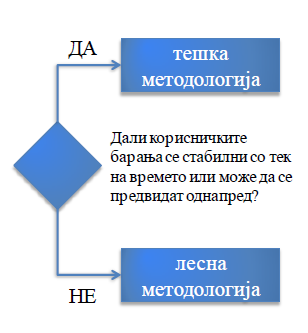 ДА
тешка
методологија
Дали корисничките
барања се стабилни со тек
на времето или може да се
предвидат однапред?
лесна
методологија
НЕ